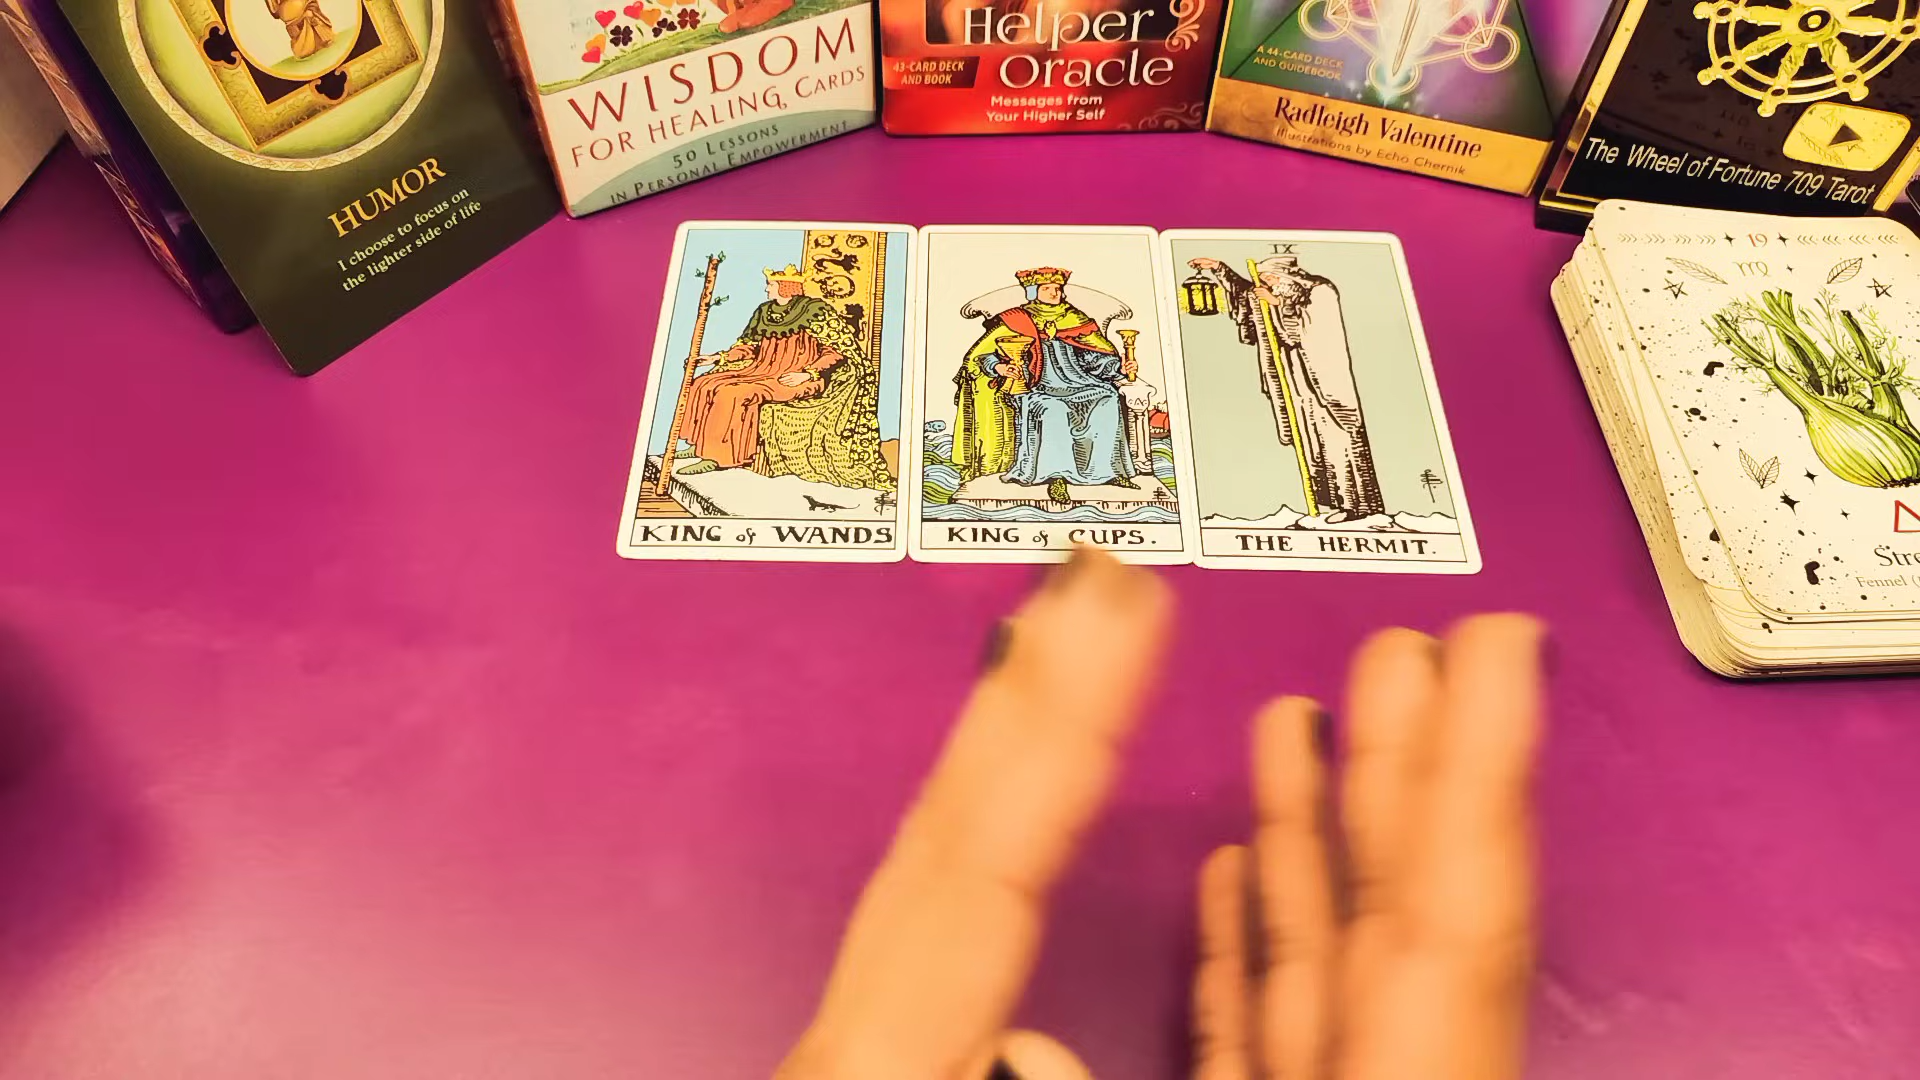 HUMOR
I choose to focus on
the lighter side of life
WISDOM
FOR HEALING CARDS
50 LESSONS
IN PERSONAL EMPOWERMENT
Helper
Oracle
43-CARD DECK
AND BOOK
Messages from
Your Higher Self
A 44-CARD DECK
AND GUIDEBOOK
Radleigh Valentine
Illustrations by Echo Chernik
The Wheel of Fortune 709 Tarot
KING of WANDS
KING of CUPS.
IX
THE HERMIT.
19
Stre
Fennel (